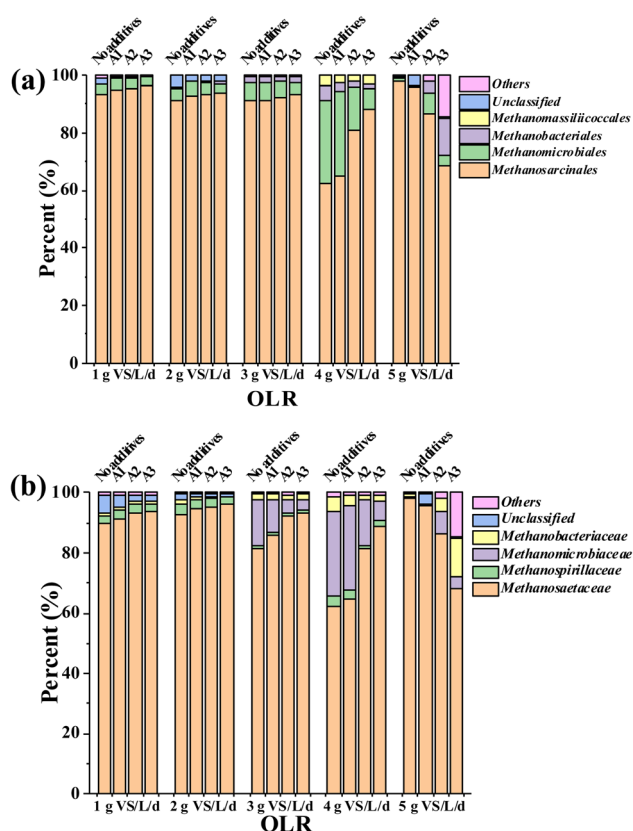 No additives A1 A2 A3 No additives A1 A2 A3 No additives A1 A2 A3 No additives A1 A2 A3 No additives A1 A2 A3
(a)
100
80
60
40
20
0
Percent (%)
Others
Unclassified
Methanomassiliicoccales
Methanobacteriales
Methanomicrobiales
Methanosarcinales
1 g VS/L/d 2 g VS/L/d 3 g VS/L/d 4 g VS/L/d 5 g VS/L/d
OLR
No additives A1 A2 A3 No additives A1 A2 A3 No additives A1 A2 A3 No additives A1 A2 A3 No additives A1 A2 A3
(b)
100
80
60
40
20
0
Percent (%)
Others
Unclassified
Methanobacteriaceae
Methanomicrobiaceae
Methanospirillaceae
Methanosaetaceae
1 g VS/L/d 2 g VS/L/d 3 g VS/L/d 4 g VS/L/d 5 g VS/L/d
OLR